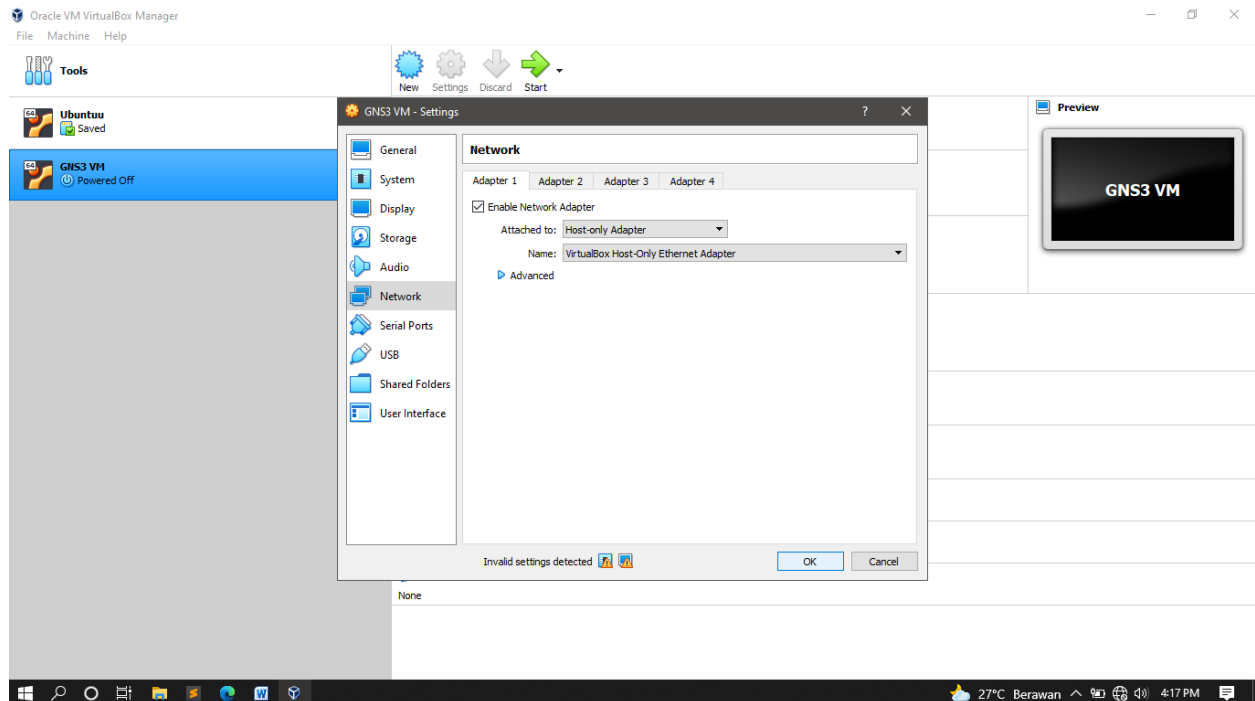 Oracle VM VirtualBox Manager
File Machine Help
Tools
New Settings Discard Start
64
Ubuntuu
Saved
64
GNS3 VM
Powered Off
GNS3 VM - Settings
?
General
System
Display
Storage
Audio
Network
Serial Ports
USB
Shared Folders
User Interface
Network
Adapter 1 Adapter 2 Adapter 3 Adapter 4
Enable Network Adapter
Attached to: Host-only Adapter
Name: VirtualBox Host-Only Ethernet Adapter
Advanced
Invalid settings detected
OK Cancel
Preview
GNS3 VM
None
27°C Berawan 4:17 PM